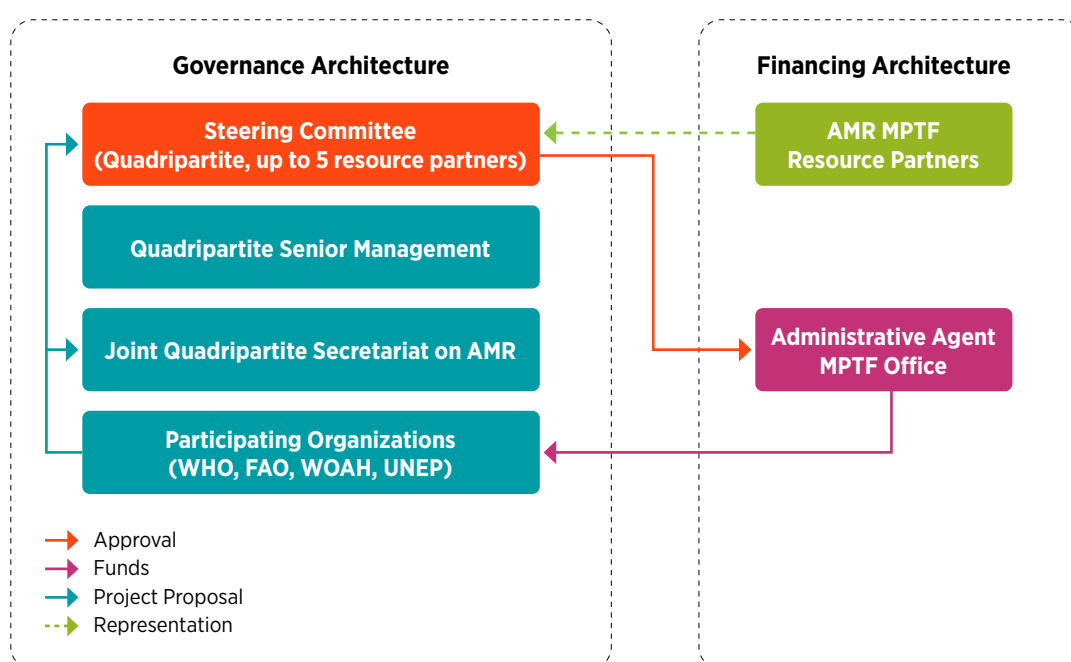 Governance Architecture
Steering Committee
(Quadripartite, up to 5 resource partners)
Quadripartite Senior Management
Joint Quadripartite Secretariat on AMR
Participating Organizations
(WHO, FAO, WOAH, UNEP)
Approval
Funds
Project Proposal
Representation
Financing Architecture
AMR MPTF
Resource Partners
Administrative Agent
MPTF Office